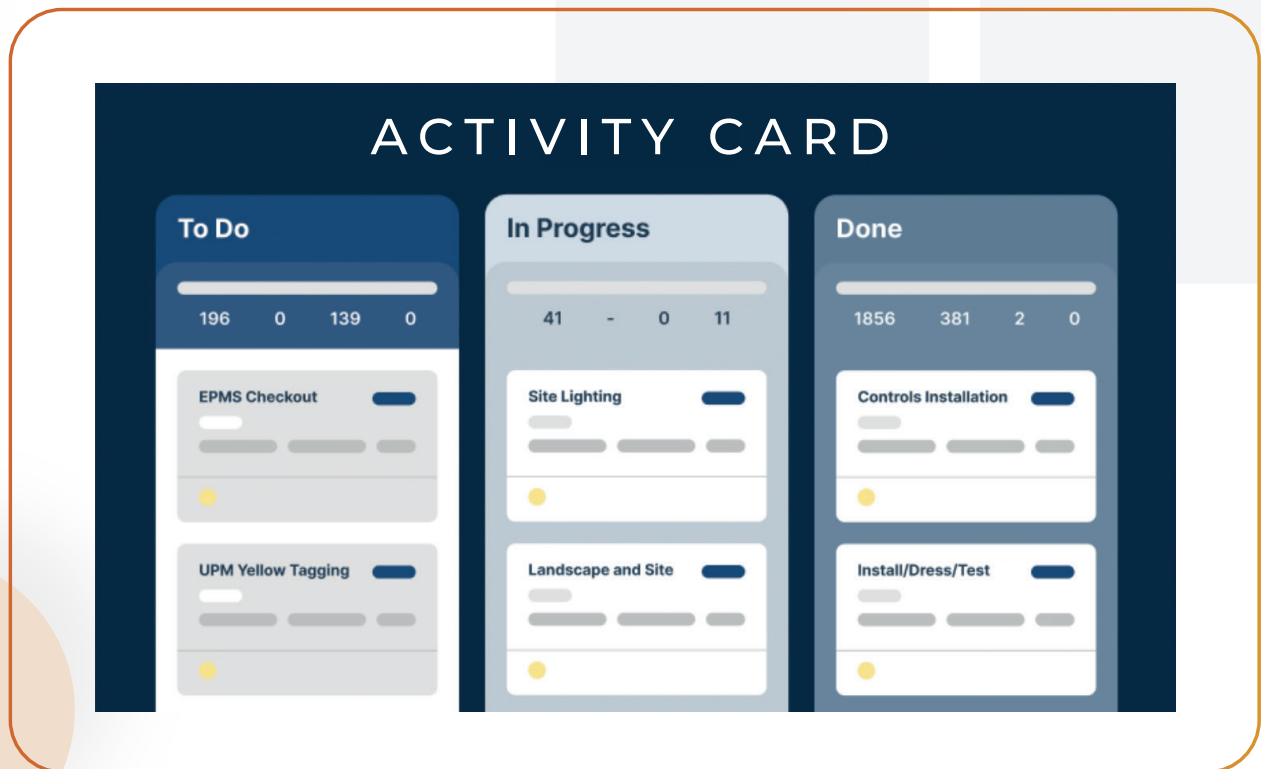 ACTIVITY CARD
To Do
196 0 139 0
EPMS Checkout
UPM Yellow Tagging
In Progress
41 - 0 11
Site Lighting
Landscape and Site
Done
1856 381 2 0
Controls Installation
Install/Dress/Test